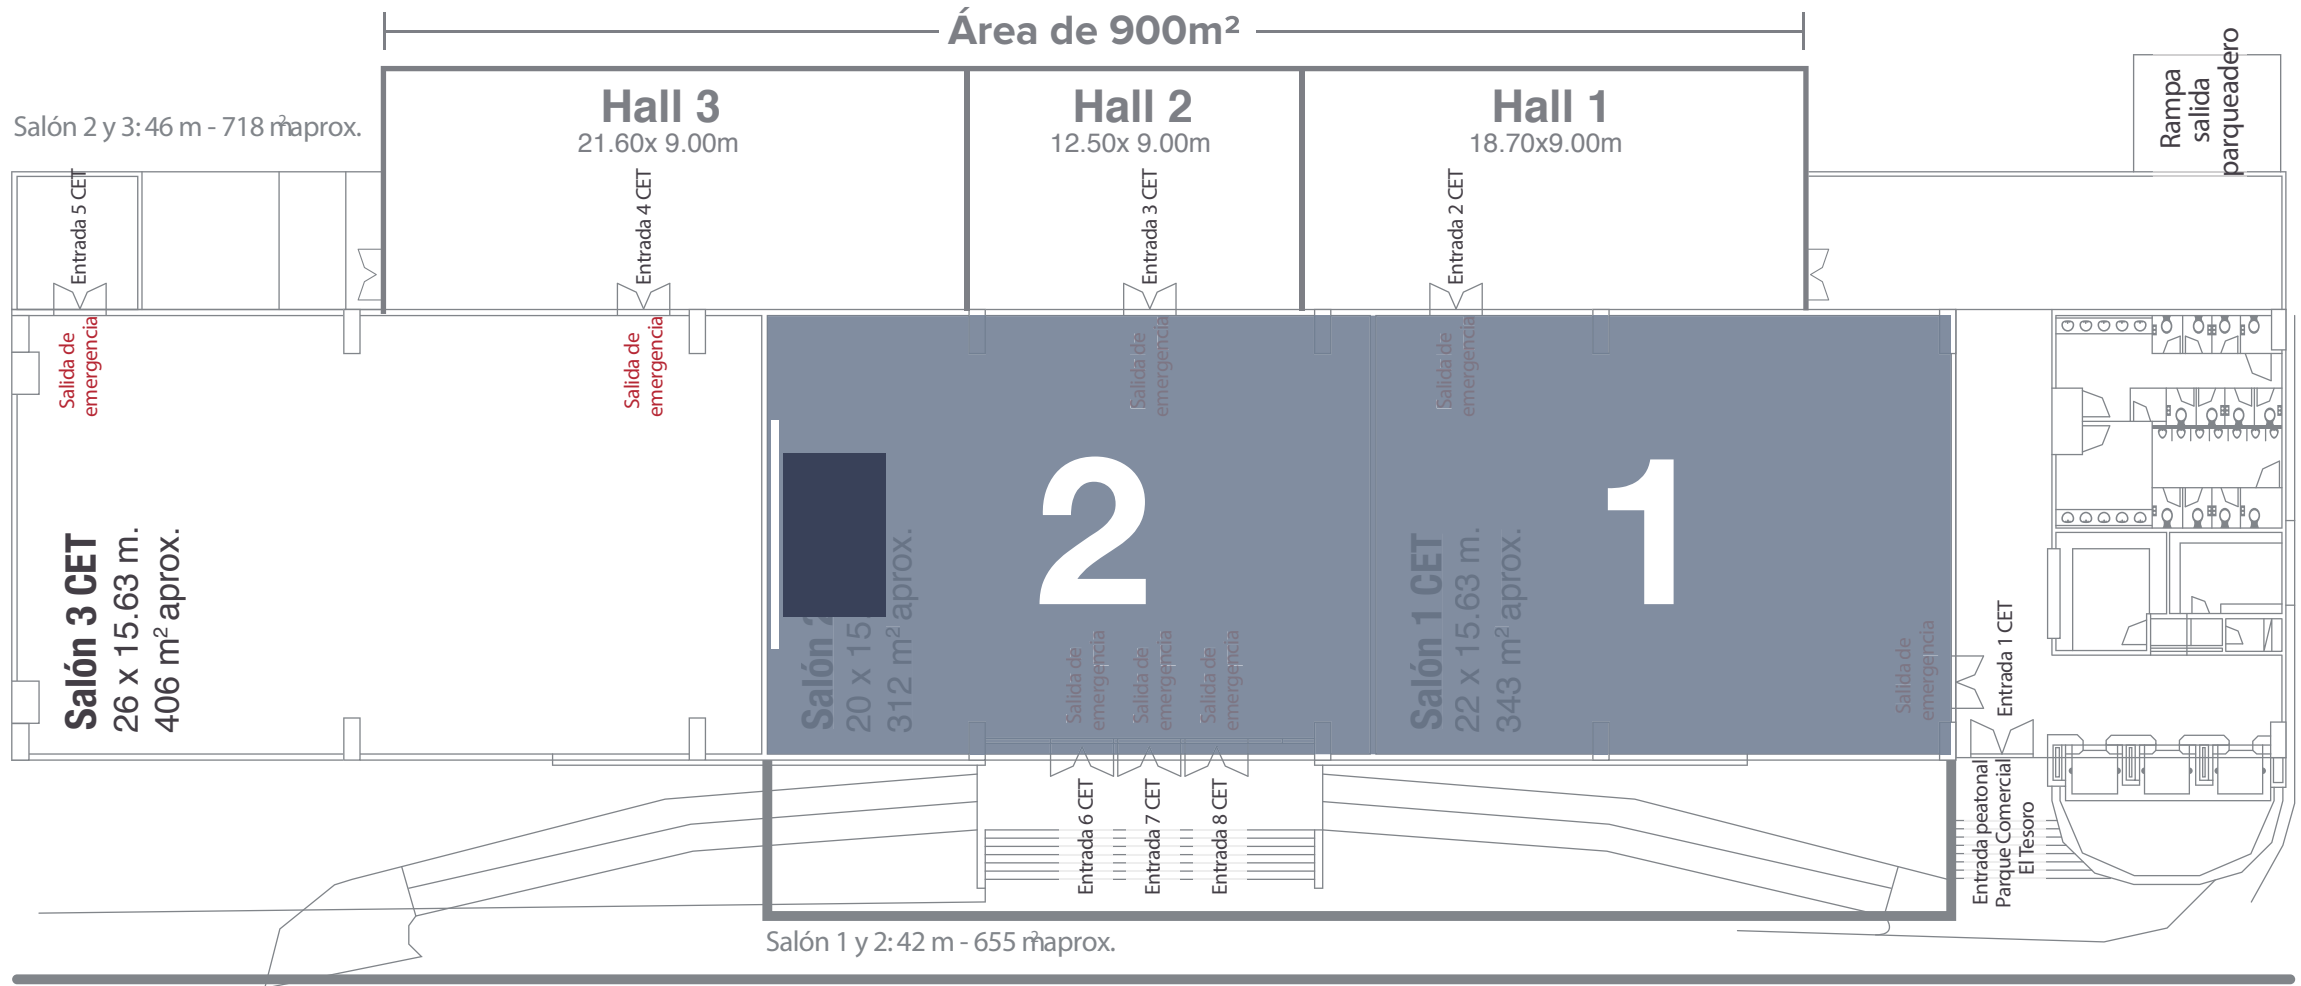 Área de 900m²
Hall 3
21.60x 9.00m
Hall 2
12.50x 9.00m
Hall 1
18.70x9.00m
Rampa
salida
parqueadero
Salón 2 y 3: 46 m - 718 m² aprox.
Entrada 5 CET
Entrada 4 CET
Entrada 3 CET
Entrada 2 CET
Salida de
emergencia
Salida de
emergencia
Salida de
emergencia
Salida de
emergencia
2
1
Salón 3 CET
26 x 15.63 m.
406 m² aprox.
Salón 2
20 x 15.
312 m² aprox.
Salón 1 CET
22 x 15.63 m.
343 m² aprox.
Salida de
emergencia
Salida de
emergencia
Salida de
emergencia
Salida de
emergencia
Entrada 1 CET
Entrada 6 CET
Entrada 7 CET
Entrada 8 CET
Entrada peatonal
Parque Comercial
El Tesoro
Salón 1 y 2: 42 m - 655 m² aprox.